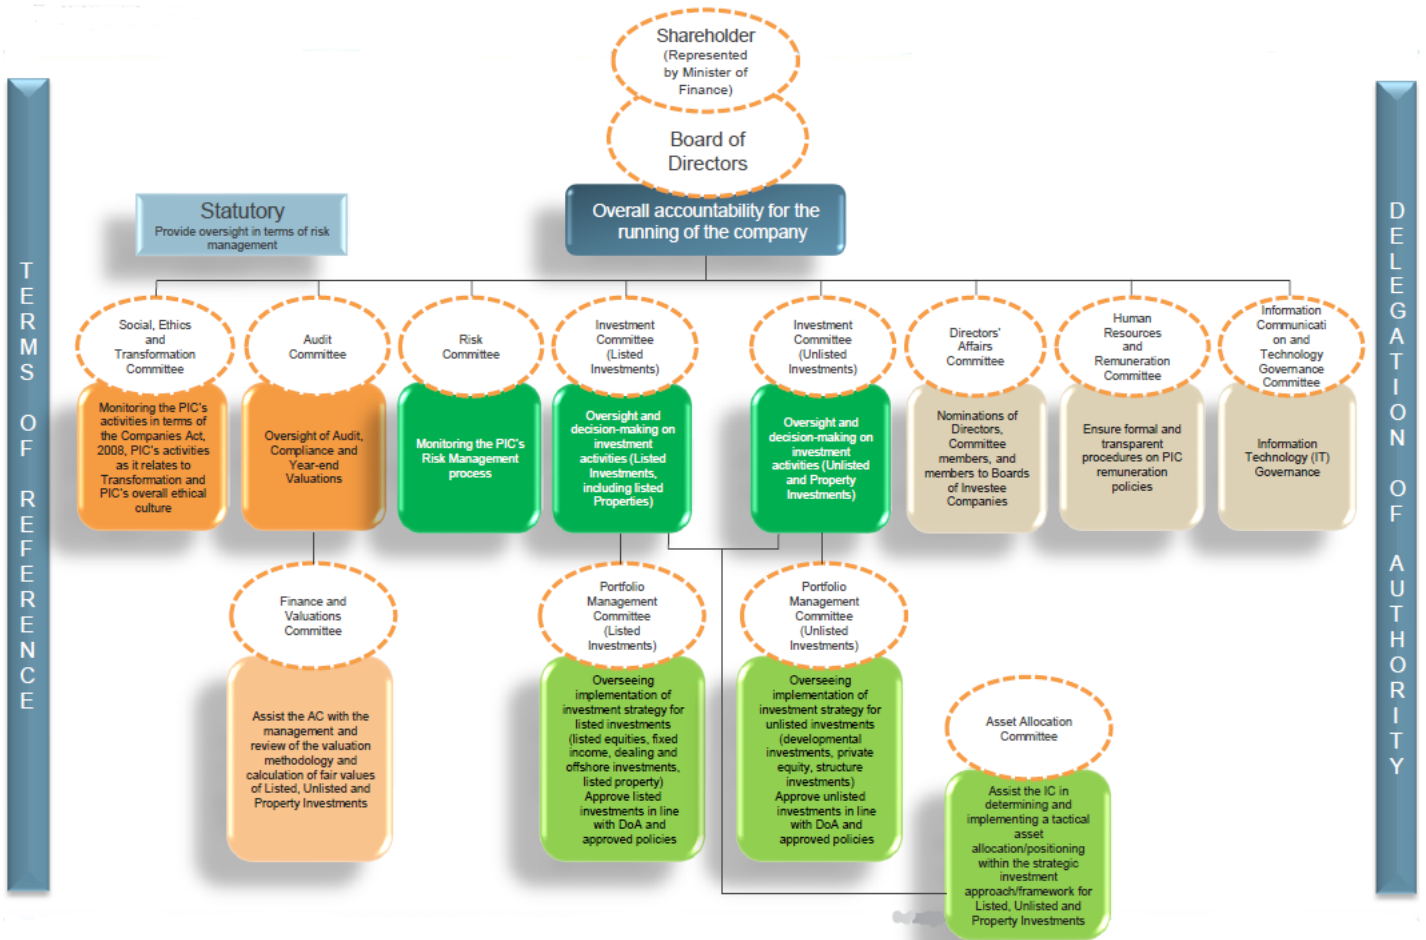 Shareholder
(Represented
by Minister of
Finance)
Board of
Directors
Overall accountability for the
running of the company
Statutory
Provide oversight in terms of risk
management
TERMS OF REFERENCE
DELEGATION OF AUTHORITY
Social, Ethics
and
Transformation
Committee
Monitoring the PIC's
activities in terms of
the Companies Act,
2008, PIC's activities
as it relates to
Transformation and
PIC's overall ethical
culture
Audit
Committee
Oversight of Audit,
Compliance and
Year-end
Valuations
Risk
Committee
Monitoring the PIC's
Risk Management
process
Investment
Committee
(Listed
Investments)
Oversight and
decision-making on
investment
activities (Listed
Investments,
including listed
Properties)
Investment
Committee
(Unlisted
Investments)
Oversight and
decision-making on
investment
activities (Unlisted
and Property
Investments)
Directors'
Affairs
Committee
Nominations of
Directors,
Committee
members, and
members to Boards
of Investee
Companies
Human
Resources
and
Remuneration
Committee
Ensure formal and
transparent
procedures on PIC
remuneration
policies
Information
Communicati
on and
Technology
Governance
Committee
Information
Technology (IT)
Governance
Finance and
Valuations
Committee
Assist the AC with the
management and
review of the valuation
methodology and
calculation of fair values
of Listed, Unlisted and
Property Investments
Portfolio
Management
Committee
(Listed
Investments)
Overseeing
implementation of
investment strategy for
listed investments
(listed equities, fixed
income, dealing and
offshore investments,
listed property)
Approve listed
investments in line
with DoA and
approved policies
Portfolio
Management
Committee
(Unlisted
Investments)
Overseeing
implementation of
investment strategy for
unlisted investments
(developmental
investments, private
equity, structure
investments)
Approve unlisted
investments in line
with DoA and
approved policies
Asset Allocation
Committee
Assist the IC in
determining and
implementing a tactical
asset
allocation/positioning
within the strategic
investment
approach/framework for
Listed, Unlisted and
Property Investments